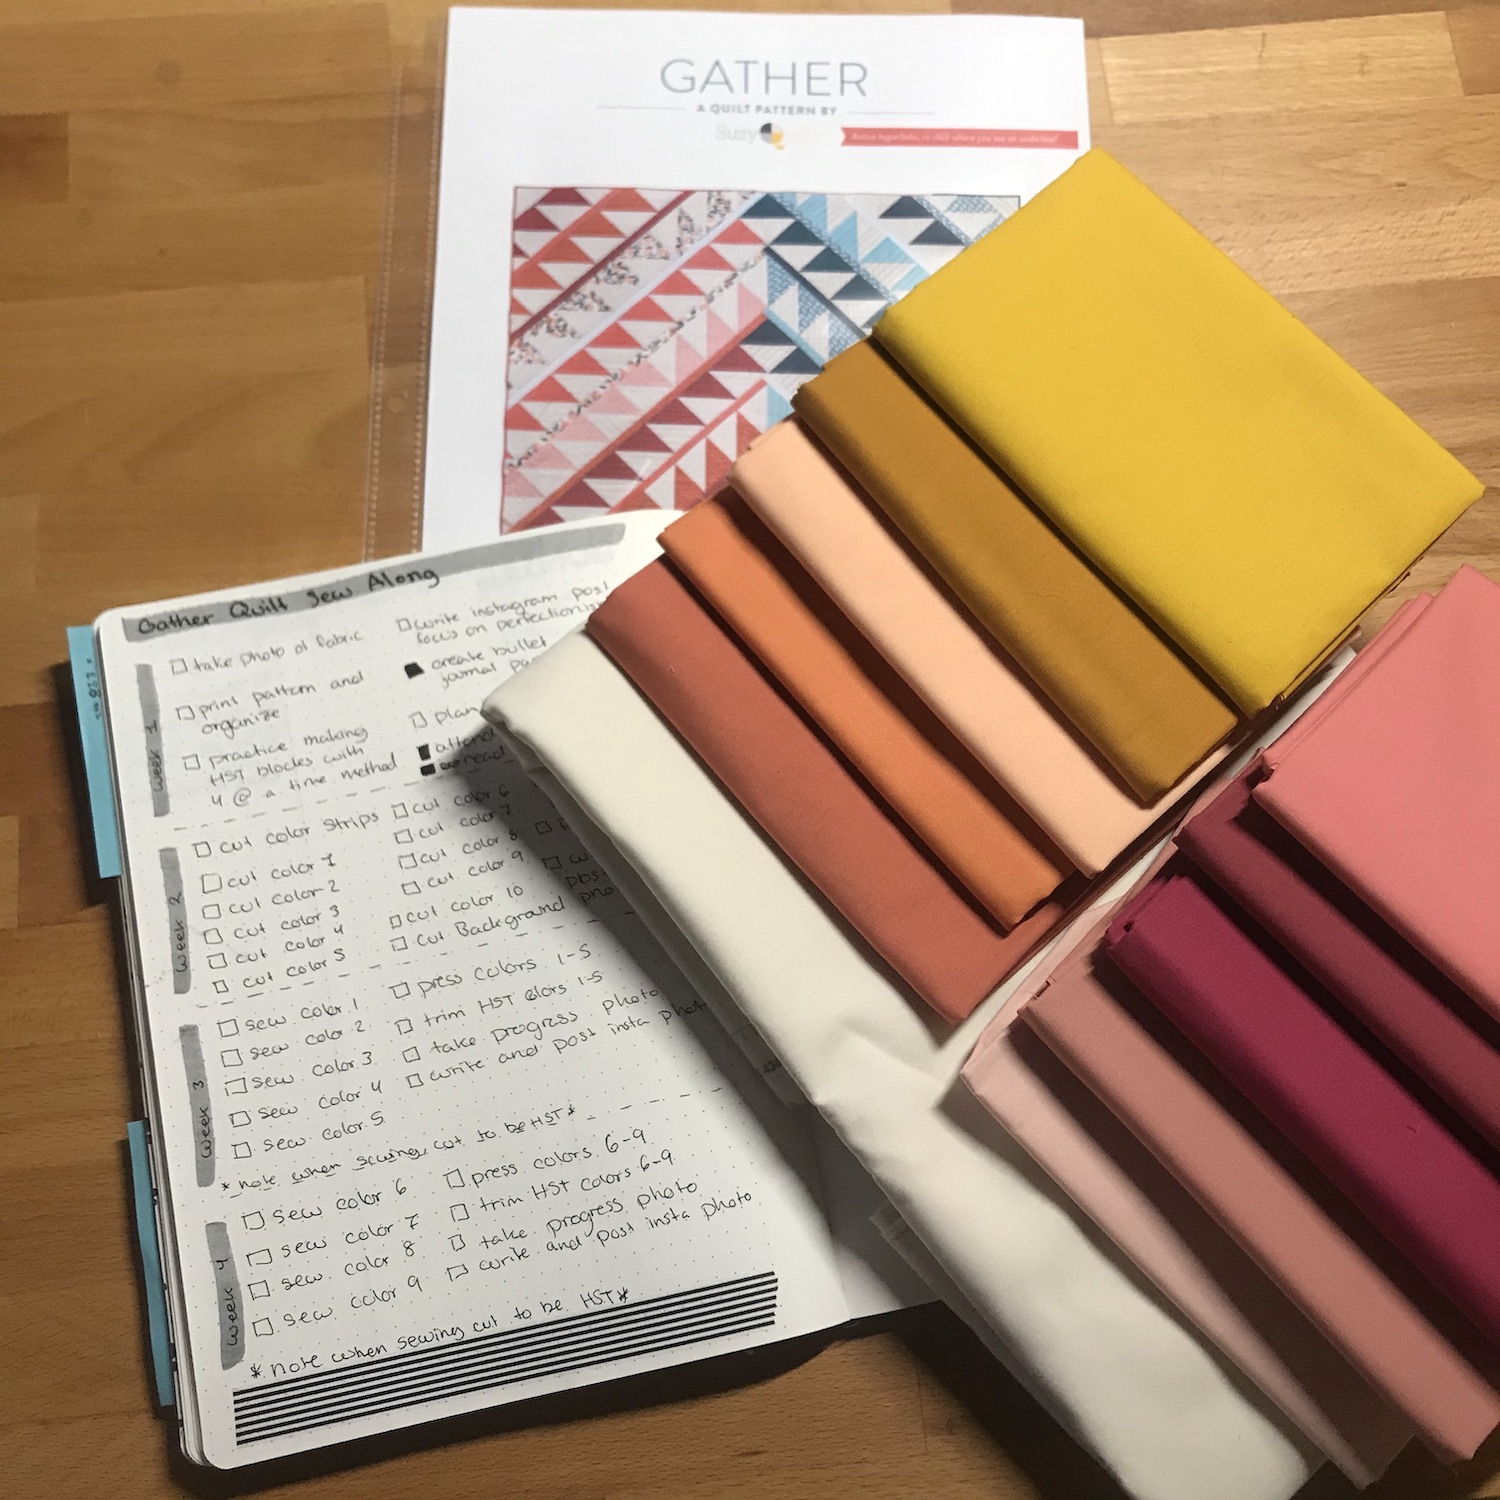 GATHER
A QUILT PATTERN BY
Suzy
Gather Quilt Sew Along
week 1
take photo of fabric
print pattern and
organize
practice making
HST blocks with
4 @ a time method
write instagram post
focus on perfectionism
create bullet
journal
plan
attend
read
week 2
cut color strips
cut color 1
cut color 2
cut color 3
cut color 4
cut color 5
cut color 6
cut color 7
cut color 8
cut color 9
cut color 10
cut Background
week 3
sew color 1
sew color 2
sew color 3
sew color 4
sew color 5
press colors 1-5
trim HST colors 1-5
take progress photo
write and post insta photo
*note when sewing cut to be HST*
week 4
sew color 6
sew color 7
sew color 8
sew color 9
press colors 6-9
trim HST colors 6-9
take progress photo
write and post insta photo
*note when sewing cut to be HST*